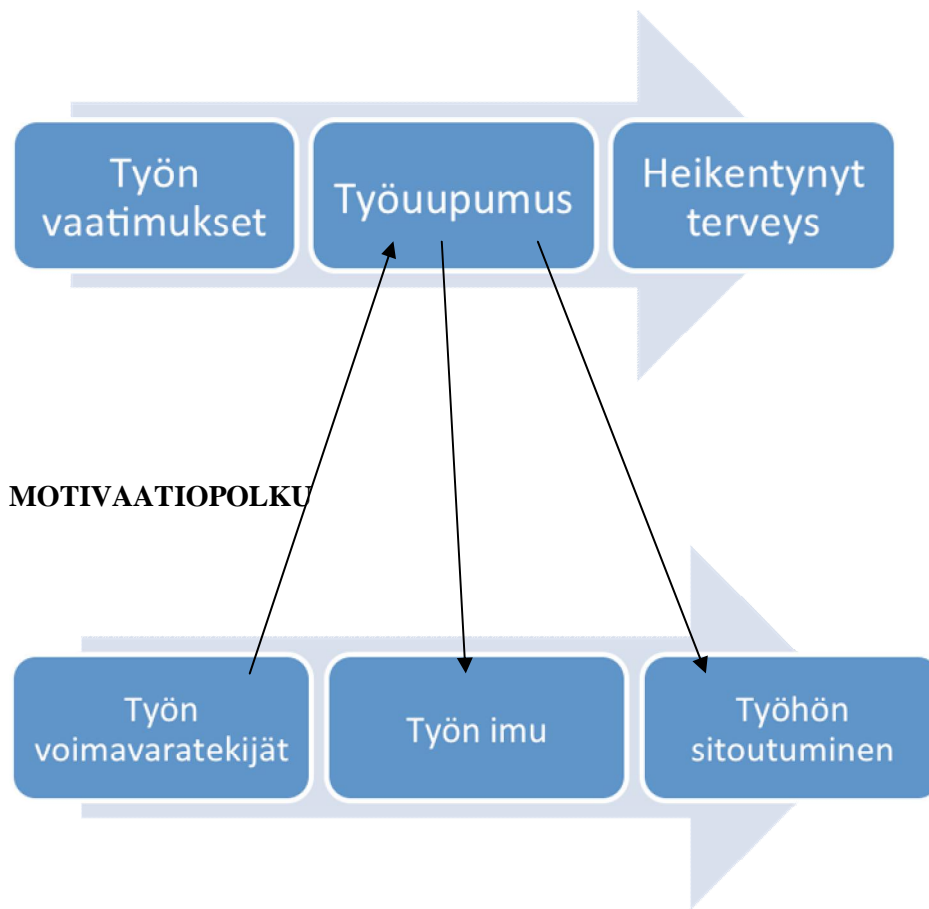 Työn
vaatimukset
Työuupumus
Heikentynyt
terveys
MOTIVAATIOPOLKU
Työn
voimavaratekijät
Työn imu
Työhön
sitoutuminen